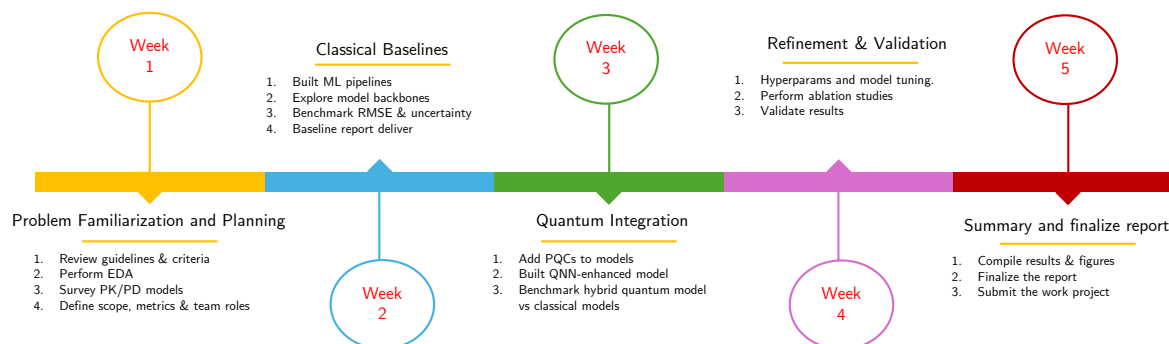 Week
1
Problem Familiarization and Planning
1. Review guidelines & criteria
2. Perform EDA
3. Survey PK/PD models
4. Define scope, metrics & team roles
Classical Baselines
1. Built ML pipelines
2. Explore model backbones
3. Benchmark RMSE & uncertainty
4. Baseline report deliver
Week
2
Week
3
Quantum Integration
1. Add PQCs to models
2. Built QNN-enhanced model
3. Benchmark hybrid quantum model
vs classical models
Refinement & Validation
1. Hyperparams and model tuning.
2. Perform ablation studies
3. Validate results
Week
4
Week
5
Summary and finalize report
1. Compile results & figures
2. Finalize the report
3. Submit the work project